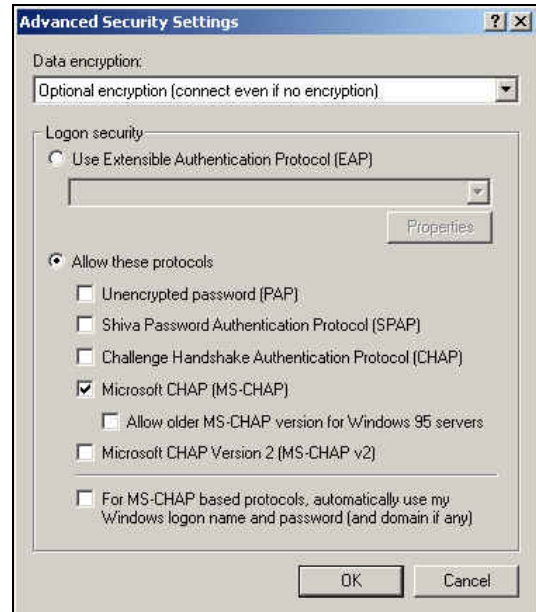 Advanced Security Settings
Data encryption:
Optional encryption (connect even if no encryption)
Logon security
Use Extensible Authentication Protocol (EAP)
Properties
Allow these protocols
Unencrypted password (PAP)
Shiva Password Authentication Protocol (SPAP)
Challenge Handshake Authentication Protocol (CHAP)
Microsoft CHAP (MS-CHAP)
Allow older MS-CHAP version for Windows 95 servers
Microsoft CHAP Version 2 (MS-CHAP v2)
For MS-CHAP based protocols, automatically use my
Windows logon name and password (and domain if any)
OK Cancel